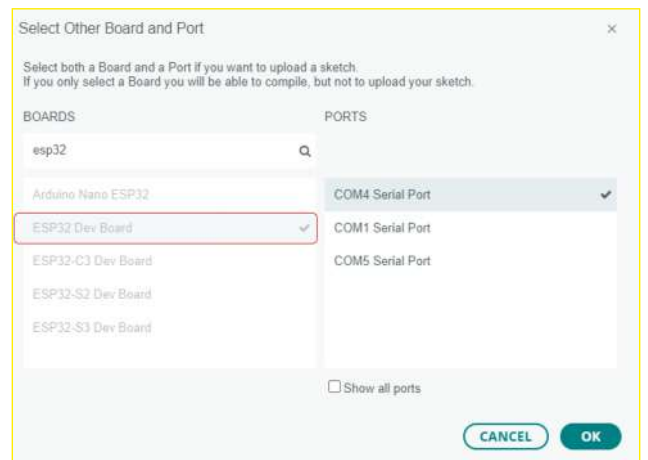 Select Other Board and Port
Select both a Board and a Port if you want to upload a sketch.
If you only select a Board you will be able to compile, but not to upload your sketch.
BOARDS
esp32
Arduino Nano ESP32
ESP32 Dev Board
ESP32-C3 Dev Board
ESP32-S2 Dev Board
ESP32-S3 Dev Board
PORTS
COM4 Serial Port
COM1 Serial Port
COM5 Serial Port
Show all ports
CANCEL
OK